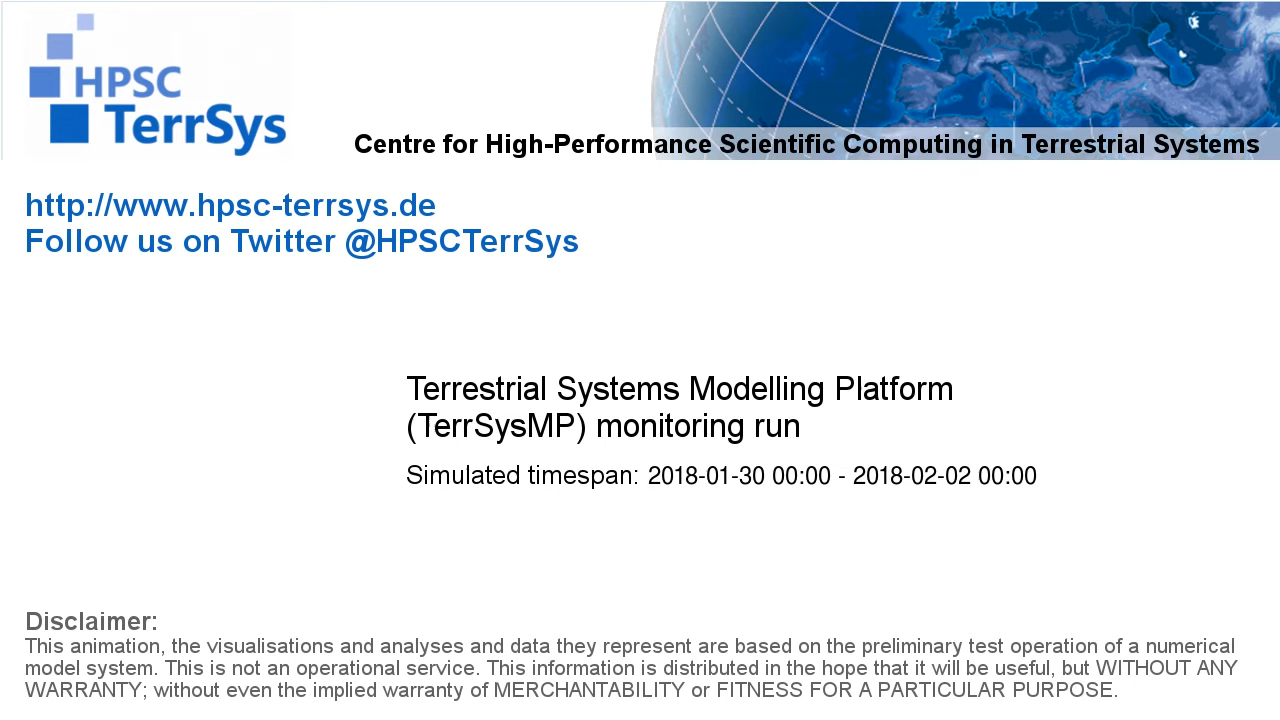 HPSC
TerrSys
Centre for High-Performance Scientific Computing in Terrestrial Systems
http://www.hpsc-terrsys.de
Follow us on Twitter @HPSCTerrSys
Terrestrial Systems Modelling Platform
(TerrSysMP) monitoring run
Simulated timespan: 2018-01-30 00:00 - 2018-02-02 00:00
Disclaimer:
This animation, the visualisations and analyses and data they represent are based on the preliminary test operation of a numerical
model system. This is not an operational service. This information is distributed in the hope that it will be useful, but WITHOUT ANY
WARRANTY; without even the implied warranty of MERCHANTABILITY or FITNESS FOR A PARTICULAR PURPOSE.